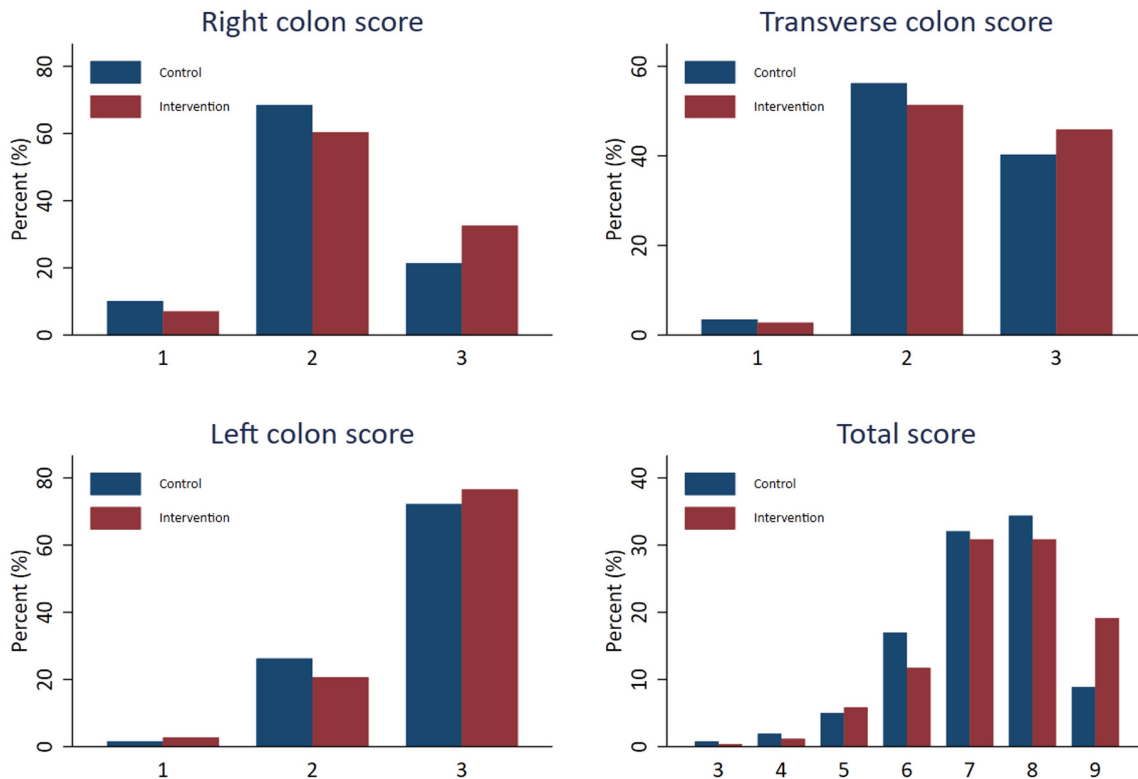 Right colon score
Percent (%)
80
60
40
20
0
Control
Intervention
1 2 3
Transverse colon score
Percent (%)
60
40
20
0
Control
Intervention
1 2 3
Left colon score
Percent (%)
80
60
40
20
0
Control
Intervention
1 2 3
Total score
Percent (%)
40
30
20
10
0
Control
Intervention
3 4 5 6 7 8 9